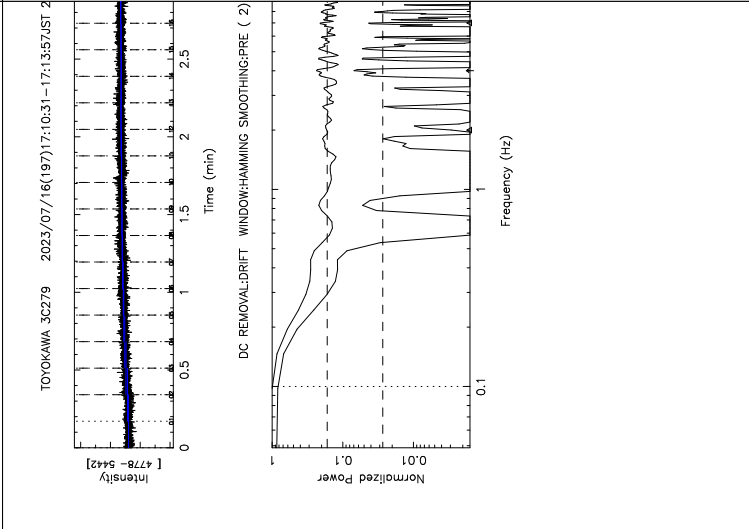 TOYOKAWA 3C279 2023/07/16(197)17:10:31-17:13:57JST 2
Intensity
[ 4778- 5442]
0 0.5 1 1.5 2 2.5
Time (min)
DC REMOVAL:DRIFT WINDOW:HAMMING SMOOTHING:PRE ( 2)
Normalized Power
1 0.1 0.01
0.1 1
Frequency (Hz)